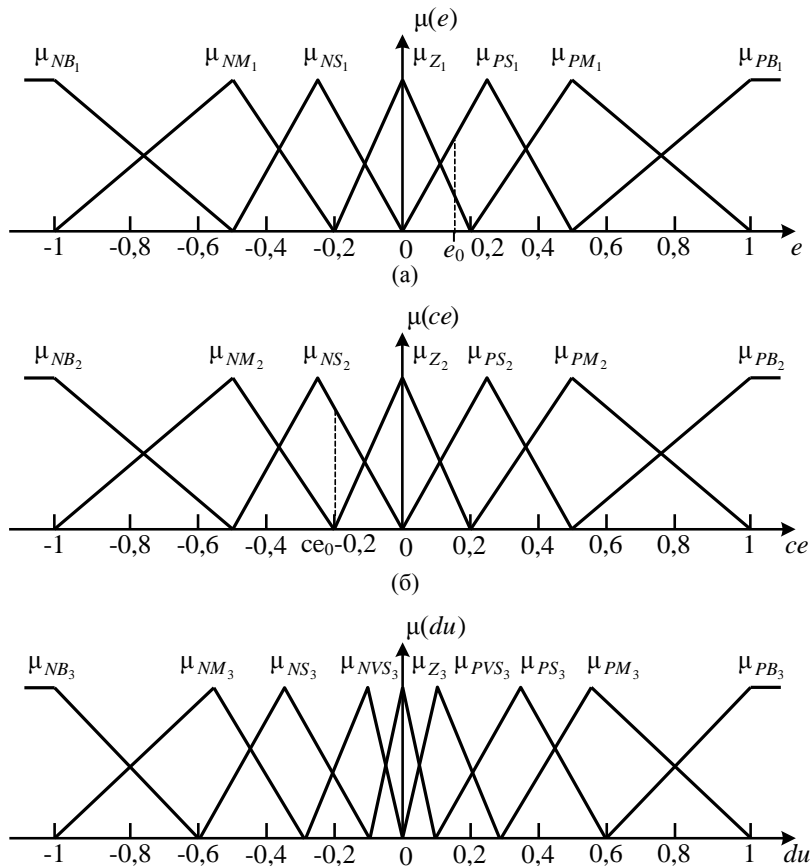 μ(e)
μNB₁ μNM₁ μNS₁ μZ₁ μPS₁ μPM₁ μPB₁
-1 -0,8 -0,6 -0,4 -0,2 0 e₀ 0,2 0,4 0,6 0,8 1 e
(а)
μ(ce)
μNB₂ μNM₂ μNS₂ μZ₂ μPS₂ μPM₂ μPB₂
-1 -0,8 -0,6 -0,4 ce₀-0,2 0 0,2 0,4 0,6 0,8 1 ce
(б)
μ(du)
μNB₃ μNM₃ μNS₃ μNVS₃ μZ₃ μPVS₃ μPS₃ μPM₃ μPB₃
-1 -0,8 -0,6 -0,4 -0,2 0 0,2 0,4 0,6 0,8 1 du